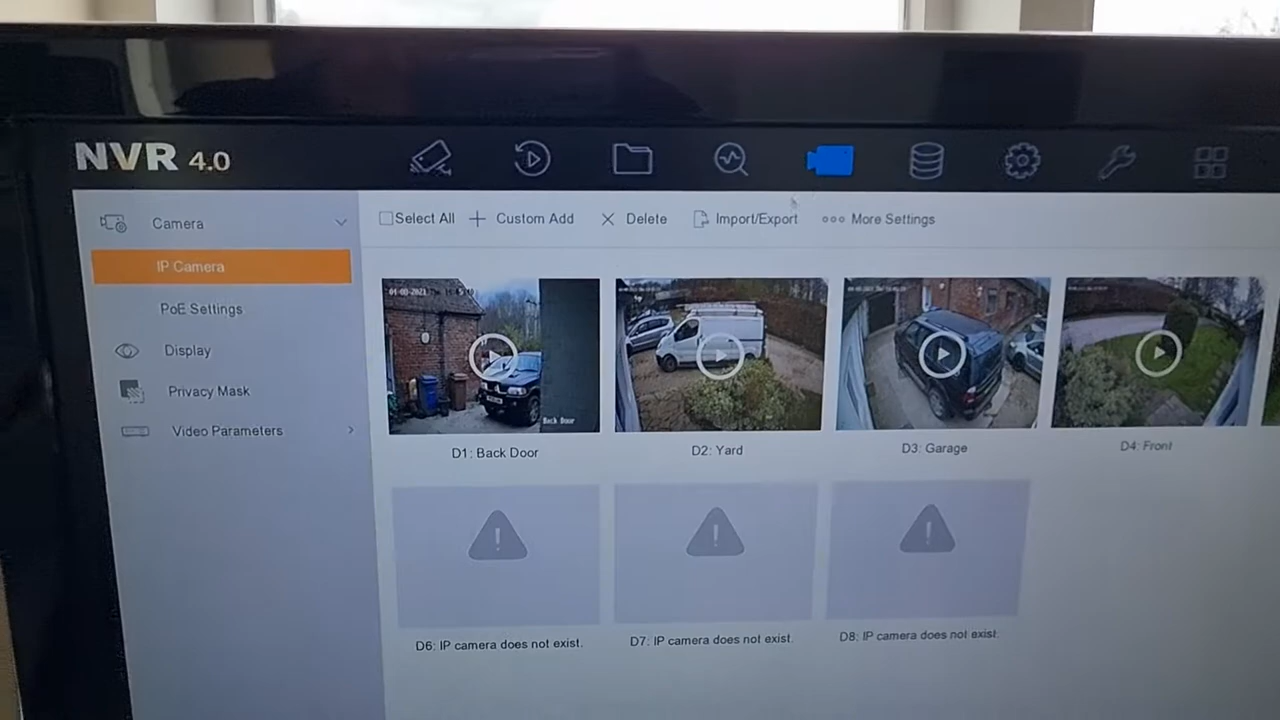 NVR 4.0
Camera
IP Camera
PoE Settings
Display
Privacy Mask
Video Parameters
Select All
Custom Add
Delete
Import/Export
More Settings
Back Door
D1: Back Door
D2: Yard
D3: Garage
D4: Front
D6: IP camera does not exist.
D7: IP camera does not exist.
D8: IP camera does not exist.